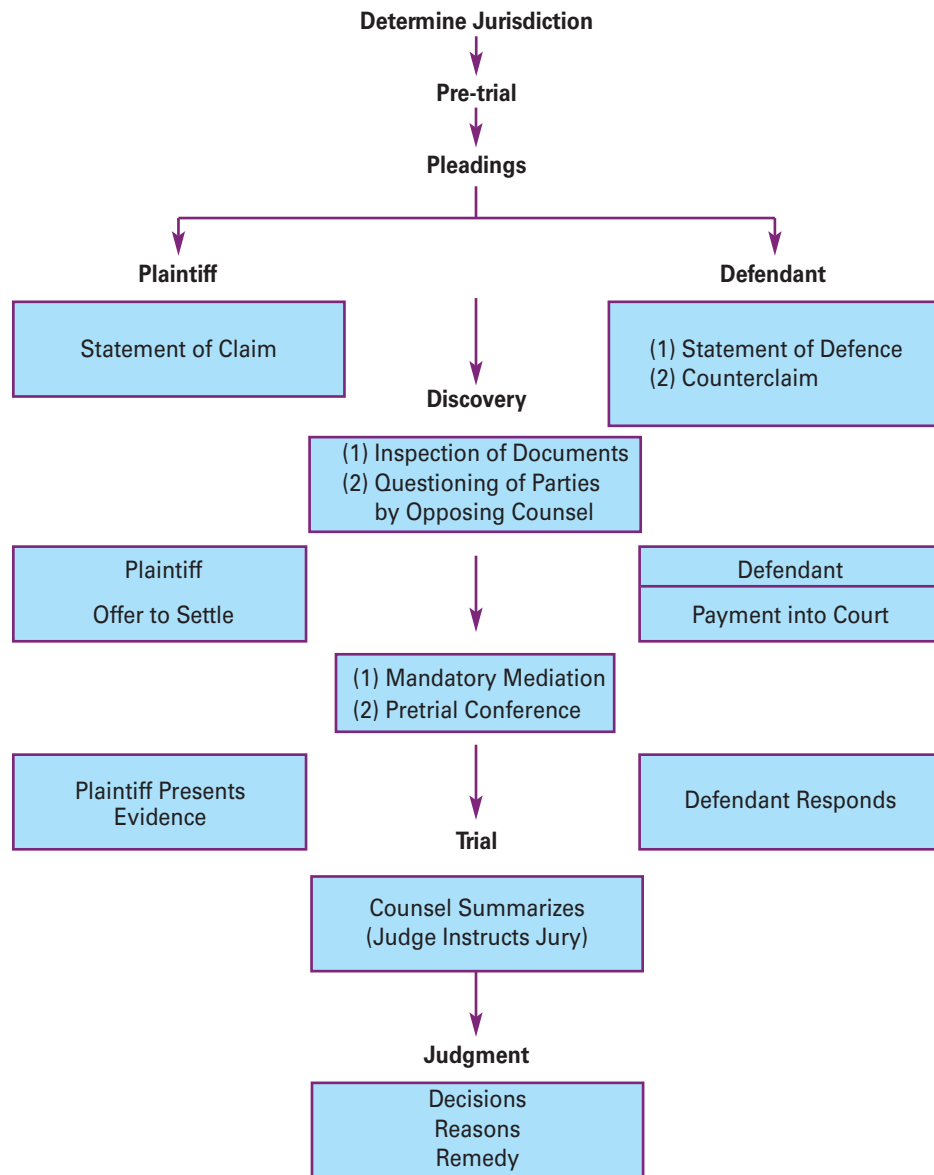 Determine Jurisdiction
Pre-trial
Pleadings
Plaintiff
Defendant
Statement of Claim
(1) Statement of Defence
(2) Counterclaim
Discovery
(1) Inspection of Documents
(2) Questioning of Parties
by Opposing Counsel
Plaintiff
Offer to Settle
Defendant
Payment into Court
(1) Mandatory Mediation
(2) Pretrial Conference
Plaintiff Presents
Evidence
Defendant Responds
Trial
Counsel Summarizes
(Judge Instructs Jury)
Judgment
Decisions
Reasons
Remedy